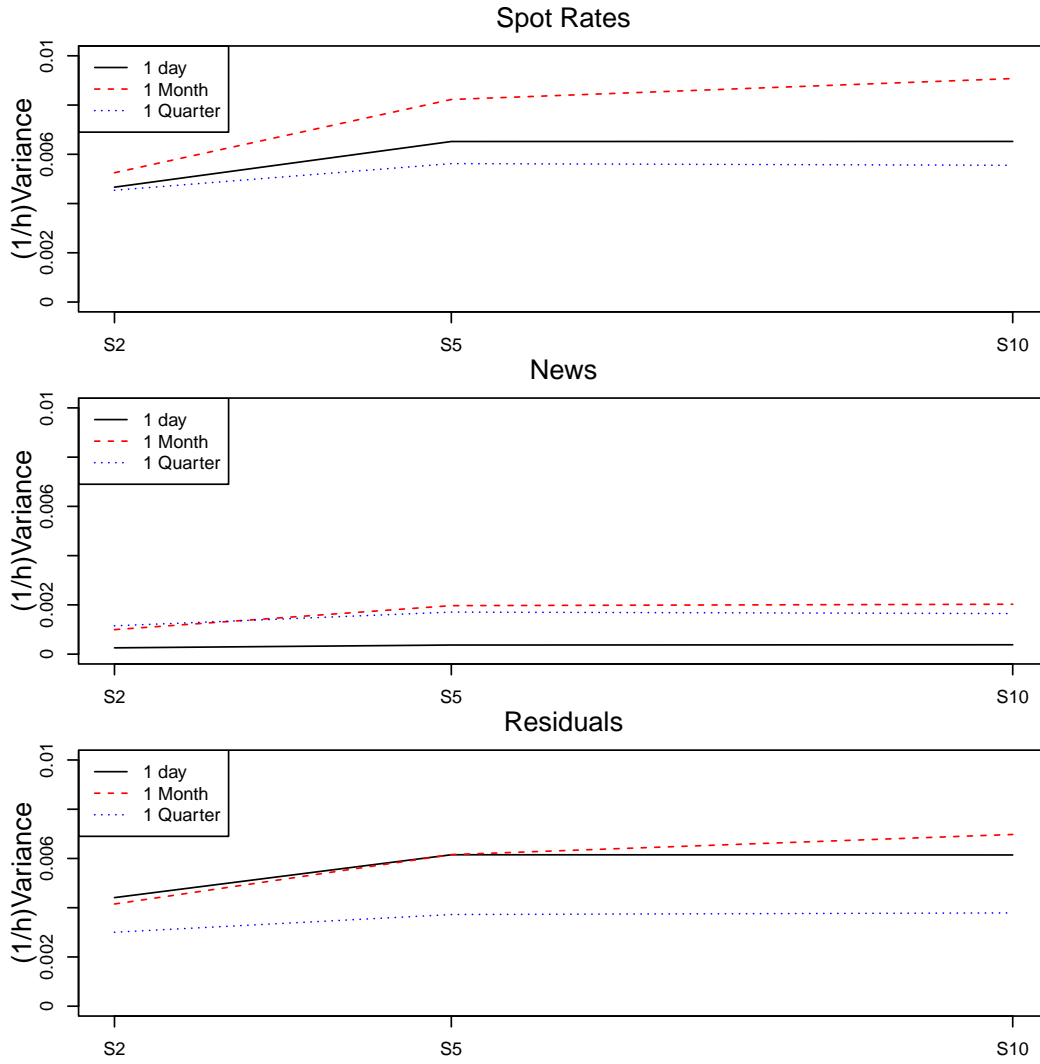 Spot Rates
1 day
1 Month
1 Quarter
(1/h)Variance
0.01
0.006
0.002
0
S2 S5 S10
News
1 day
1 Month
1 Quarter
(1/h)Variance
0.01
0.006
0.002
0
S2 S5 S10
Residuals
1 day
1 Month
1 Quarter
(1/h)Variance
0.01
0.006
0.002
0
S2 S5 S10